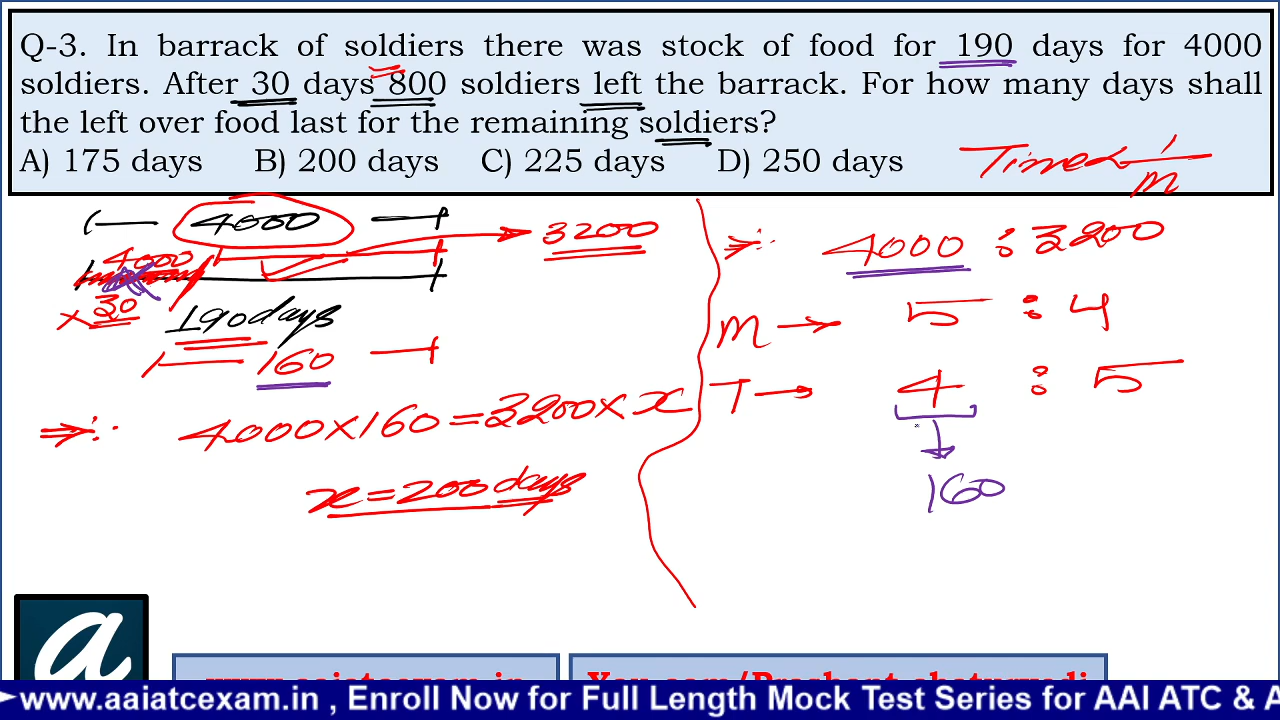 Q-3. In barrack of soldiers there was stock of food for 190 days for 4000
soldiers. After 30 days 800 soldiers left the barrack. For how many days shall
the left over food last for the remaining soldiers?
A) 175 days B) 200 days C) 225 days D) 250 days
Time ∝ 1/m
4000
4000
3200
× 30
190 days
160
⇒∴ 4000×160=3200×x
x=200 days
⇒∴ 4000 : 3200
M → 5 : 4
T → 4 : 5
160
a
►www.aaiatcexam.in , Enroll Now for Full Length Mock Test Series for AAI ATC & A